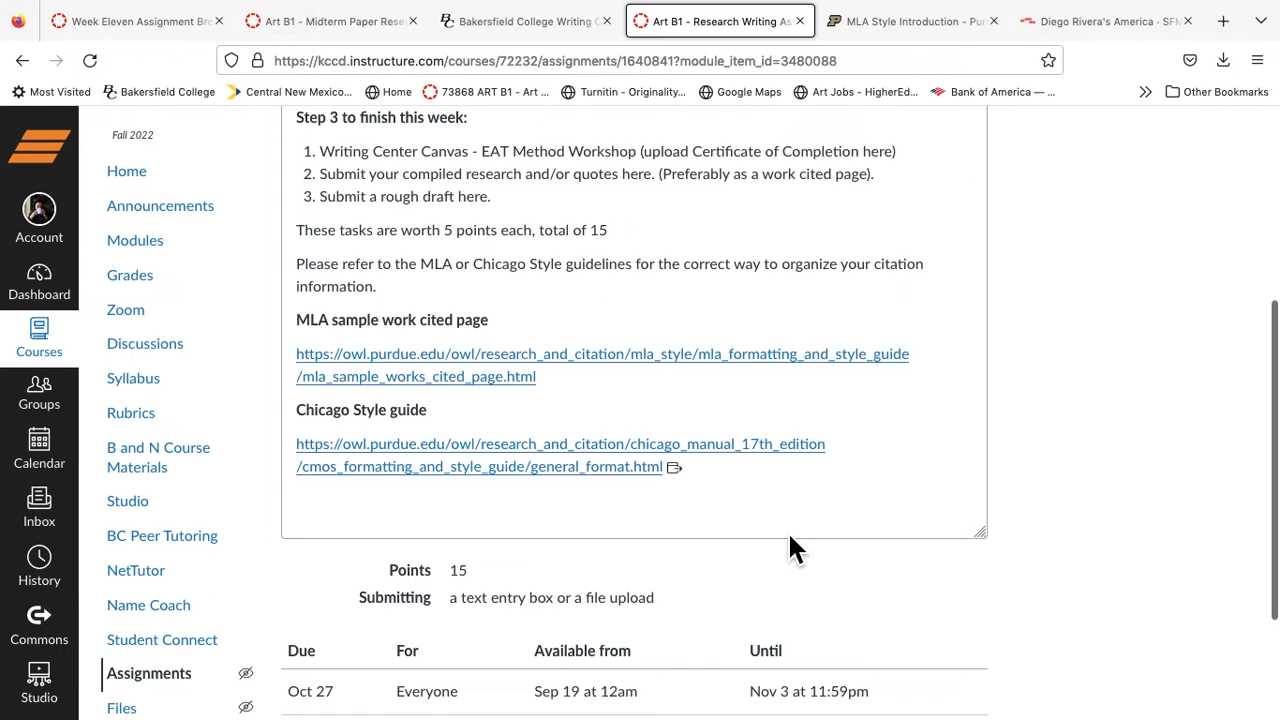 Week Eleven Assignment Br
Art B1 - Midterm Paper Rese
Bakersfield College Writing C
Art B1 - Research Writing As
MLA Style Introduction - Pur
Diego Rivera's America - SFM
https://kccd.instructure.com/courses/72232/assignments/1640841?module_item_id=3480088
Most Visited
Bakersfield College
Central New Mexico...
Home
73868 ART B1 - Art ...
Turnitin - Originality...
Google Maps
Art Jobs - HigherEd...
Bank of America — ...
Other Bookmarks
Account
Dashboard
Courses
Groups
Calendar
Inbox
History
Commons
Studio
Fall 2022
Home
Announcements
Modules
Grades
Zoom
Discussions
Syllabus
Rubrics
B and N Course
Materials
Studio
BC Peer Tutoring
NetTutor
Name Coach
Student Connect
Assignments
Files
Step 3 to finish this week:
1. Writing Center Canvas - EAT Method Workshop (upload Certificate of Completion here)
2. Submit your compiled research and/or quotes here. (Preferably as a work cited page).
3. Submit a rough draft here.
These tasks are worth 5 points each, total of 15
Please refer to the MLA or Chicago Style guidelines for the correct way to organize your citation
information.
MLA sample work cited page
https://owl.purdue.edu/owl/research_and_citation/mla_style/mla_formatting_and_style_guide
/mla_sample_works_cited_page.html
Chicago Style guide
https://owl.purdue.edu/owl/research_and_citation/chicago_manual_17th_edition
/cmos_formatting_and_style_guide/general_format.html
Points 15
Submitting a text entry box or a file upload
Due For Available from Until
Oct 27 Everyone Sep 19 at 12am Nov 3 at 11:59pm